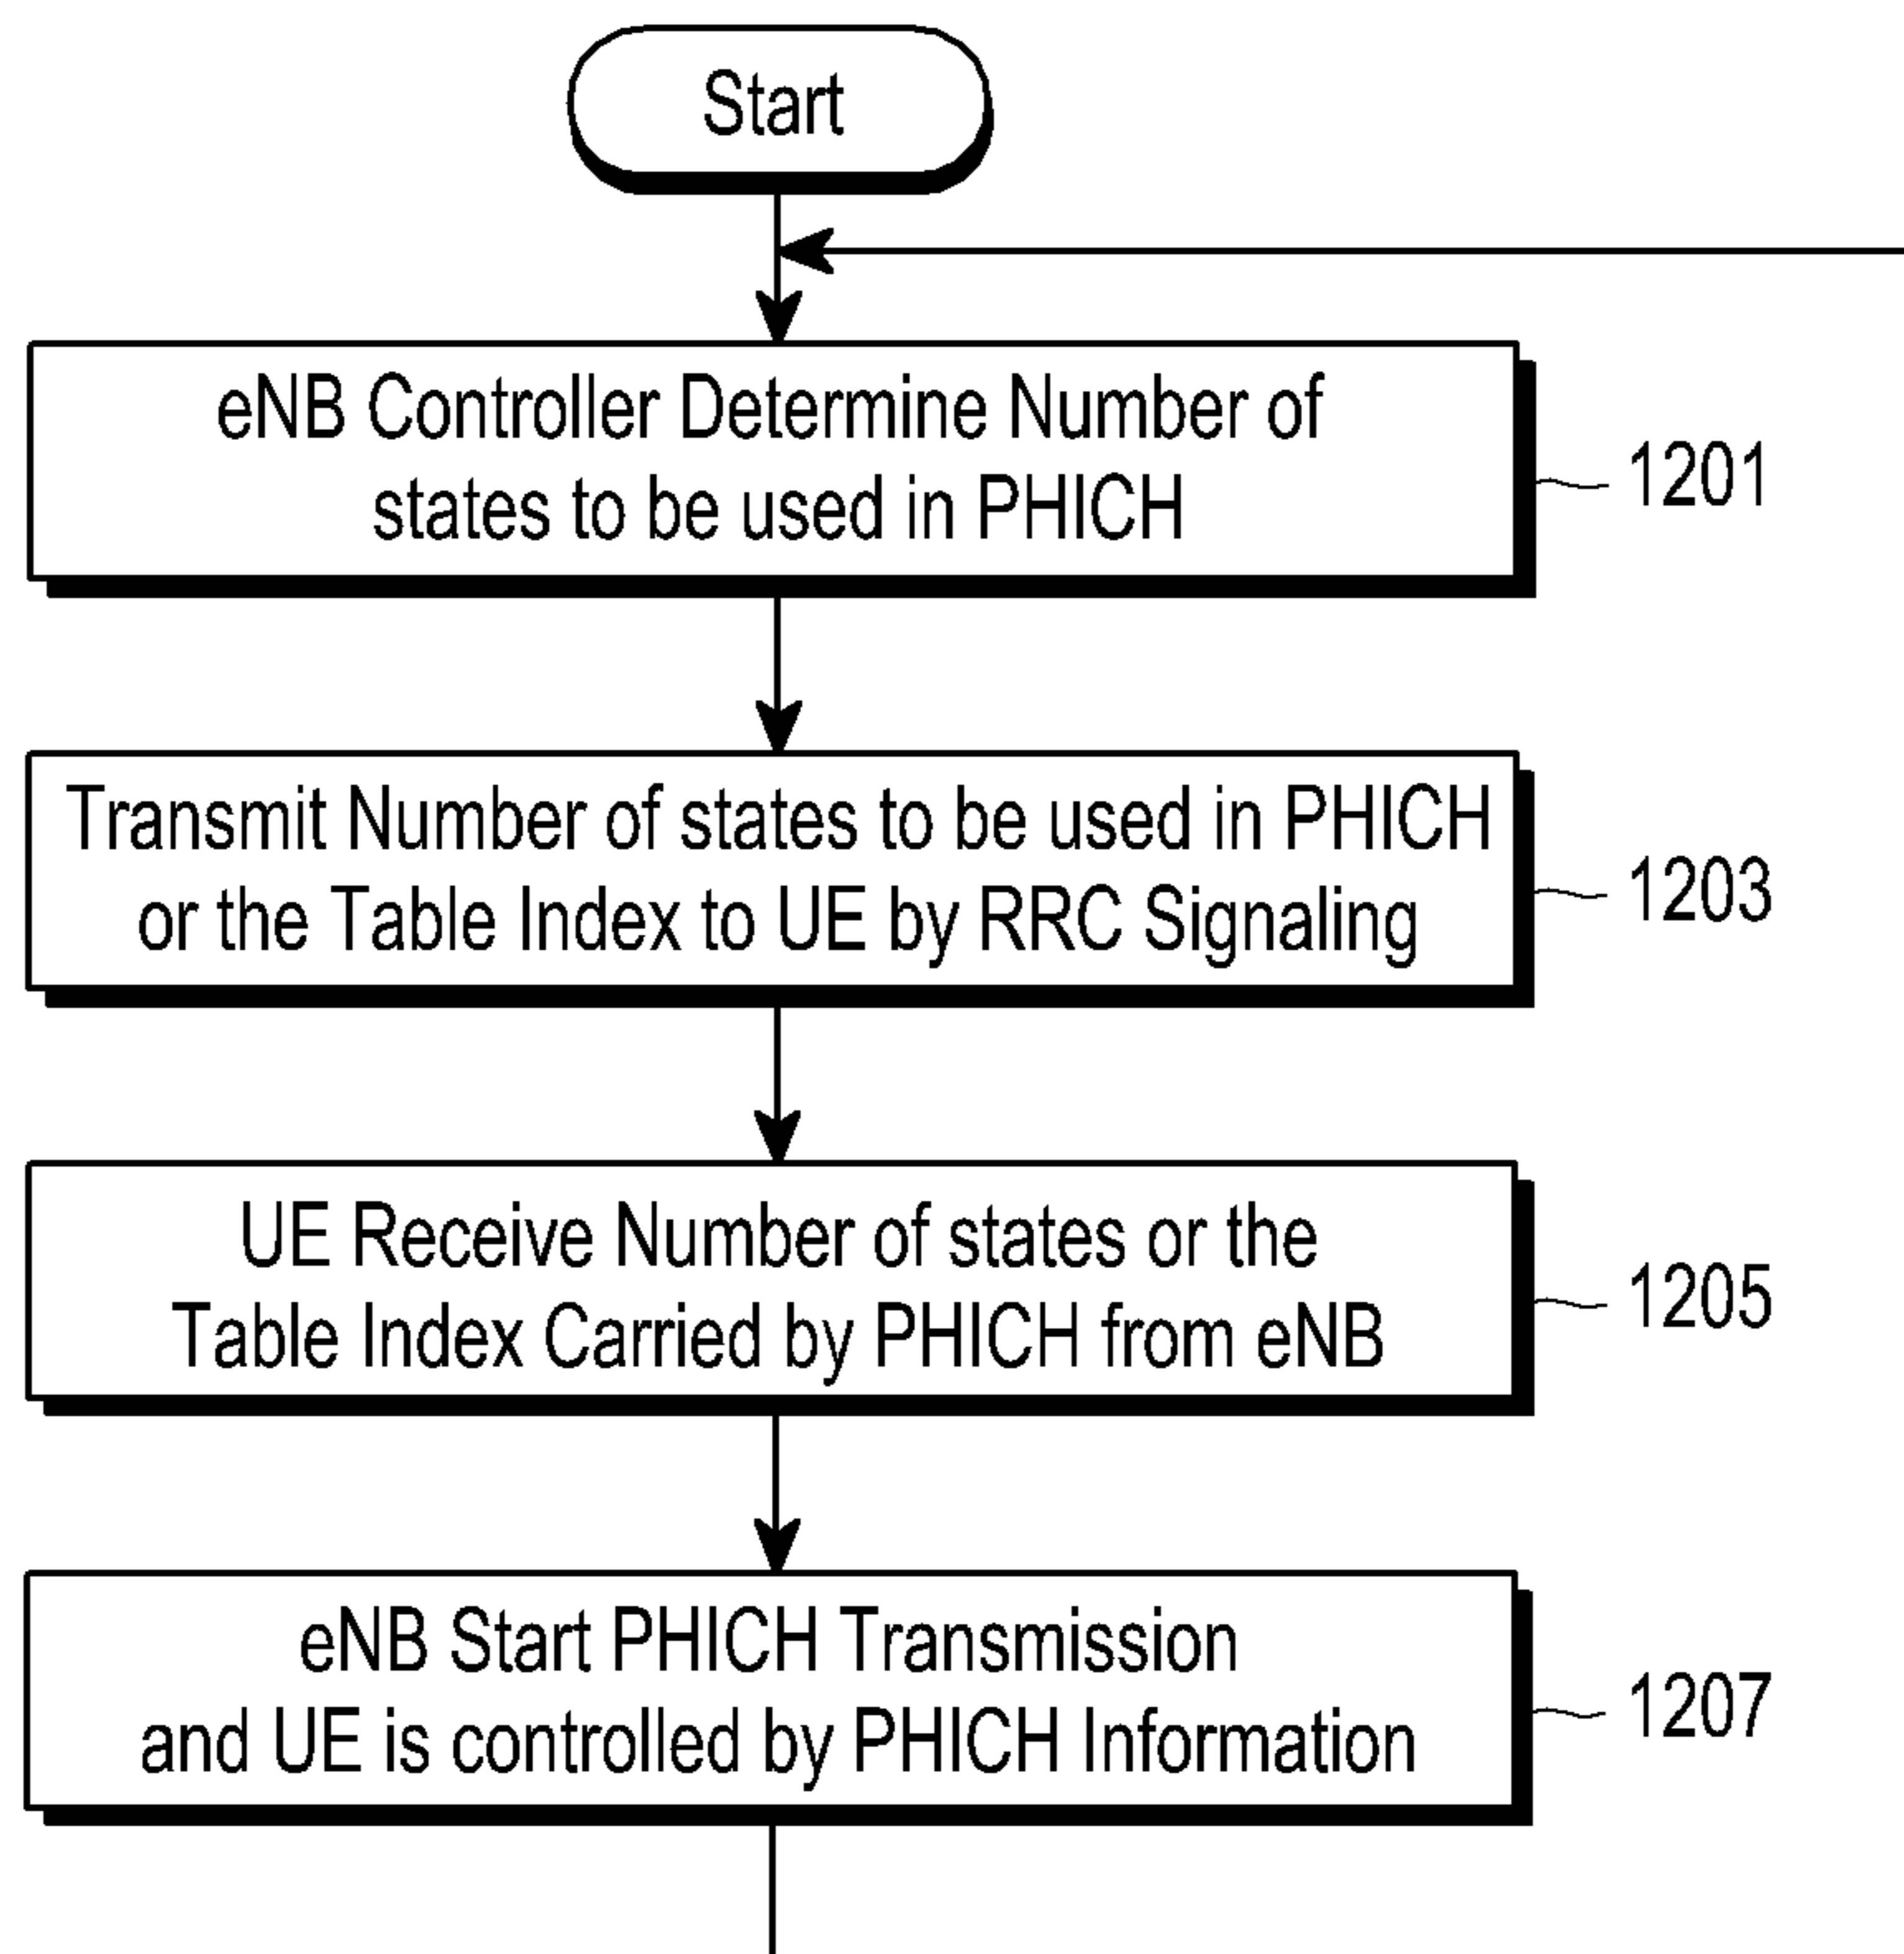 Start
eNB Controller Determine Number of
states to be used in PHICH
1201
Transmit Number of states to be used in PHICH
or the Table Index to UE by RRC Signaling
1203
UE Receive Number of states or the
Table Index Carried by PHICH from eNB
1205
eNB Start PHICH Transmission
and UE is controlled by PHICH Information
1207